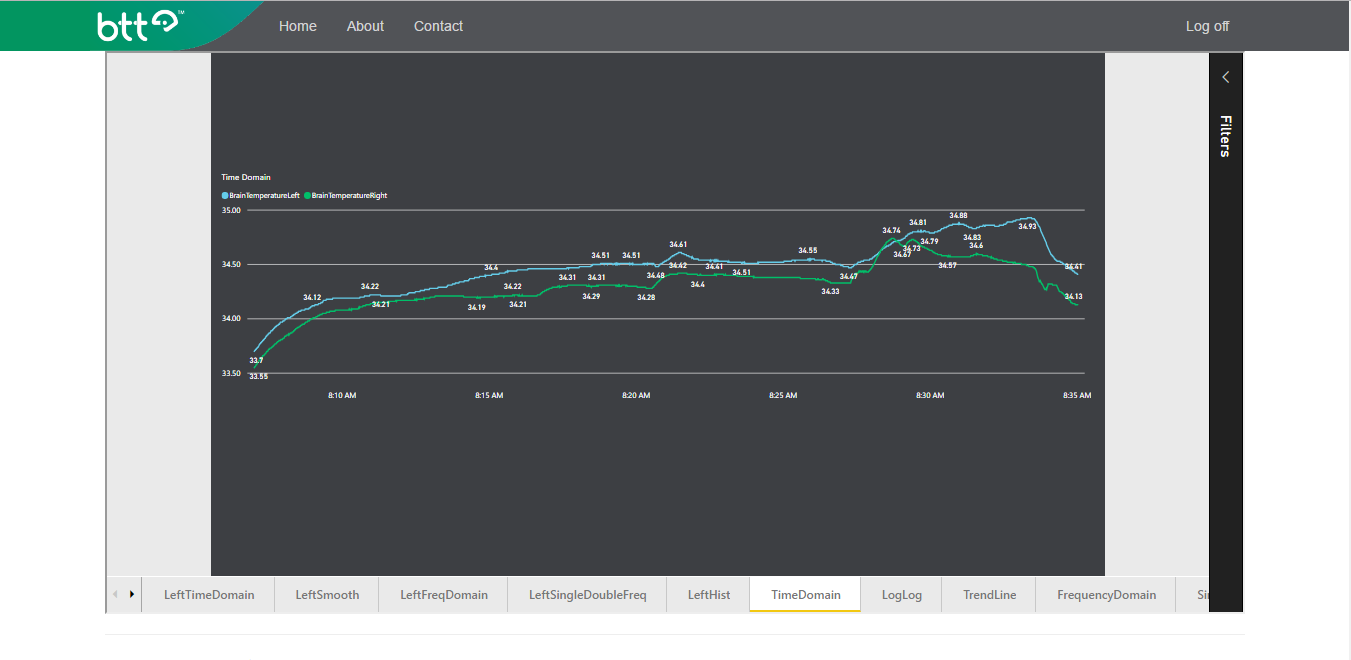 btt™ Home About Contact Log off
Filters
Time Domain
BrainTemperatureLeft BrainTemperatureRight
35.00
34.88
34.81
34.74 34.93
34.83
34.79
34.61 34.6
34.55 34.73
34.51 34.51 34.67
34.50
34.4 34.42 34.41 34.57 34.41
34.48 34.51 34.47
34.31 34.31
34.22 34.22 34.4
34.12 34.29 34.28 34.33 34.13
34.21 34.19 34.21
34.00
33.7
33.50
33.55
8:10 AM 8:15 AM 8:20 AM 8:25 AM 8:30 AM 8:35 AM
LeftTimeDomain LeftSmooth LeftFreqDomain LeftSingleDoubleFreq LeftHist TimeDomain LogLog TrendLine FrequencyDomain Si